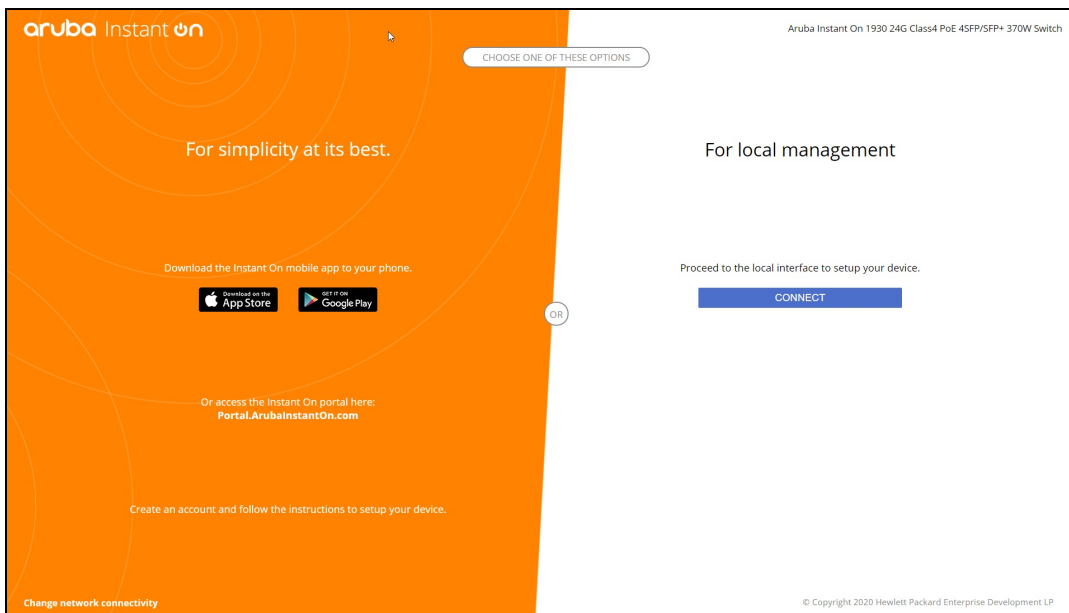 aruba Instant on
Aruba Instant On 1930 24G Class4 PoE 4SFP/SFP+ 370W Switch
CHOOSE ONE OF THESE OPTIONS
For simplicity at its best.
Download the Instant On mobile app to your phone.
Download on the
App Store
GET IT ON
Google Play
Or access the Instant On portal here:
Portal.ArubaInstantOn.com
Create an account and follow the instructions to setup your device.
Change network connectivity
OR
For local management
Proceed to the local interface to setup your device.
CONNECT
© Copyright 2020 Hewlett Packard Enterprise Development LP